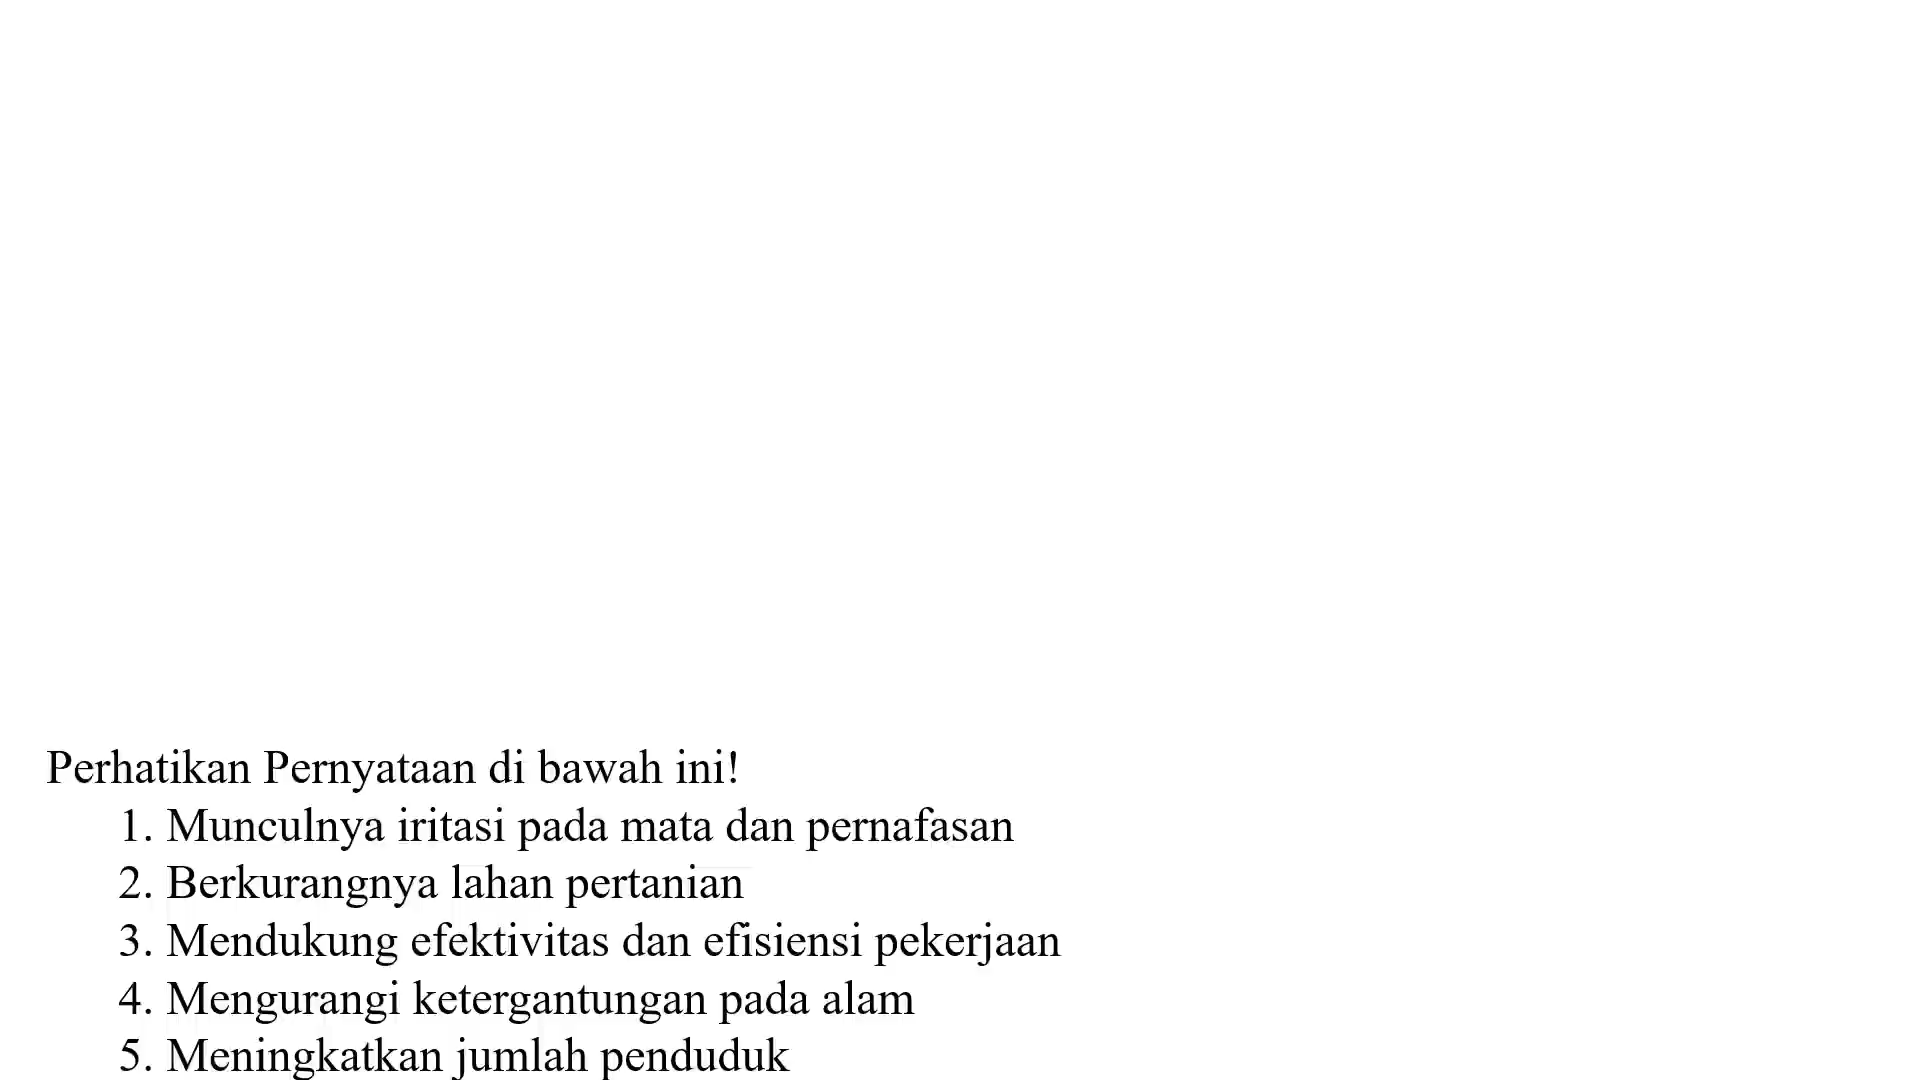 Perhatikan Pernyataan di bawah ini!
1. Munculnya iritasi pada mata dan pernafasan
2. Berkurangnya lahan pertanian
3. Mendukung efektivitas dan efisiensi pekerjaan
4. Mengurangi ketergantungan pada alam
5. Meningkatkan jumlah penduduk